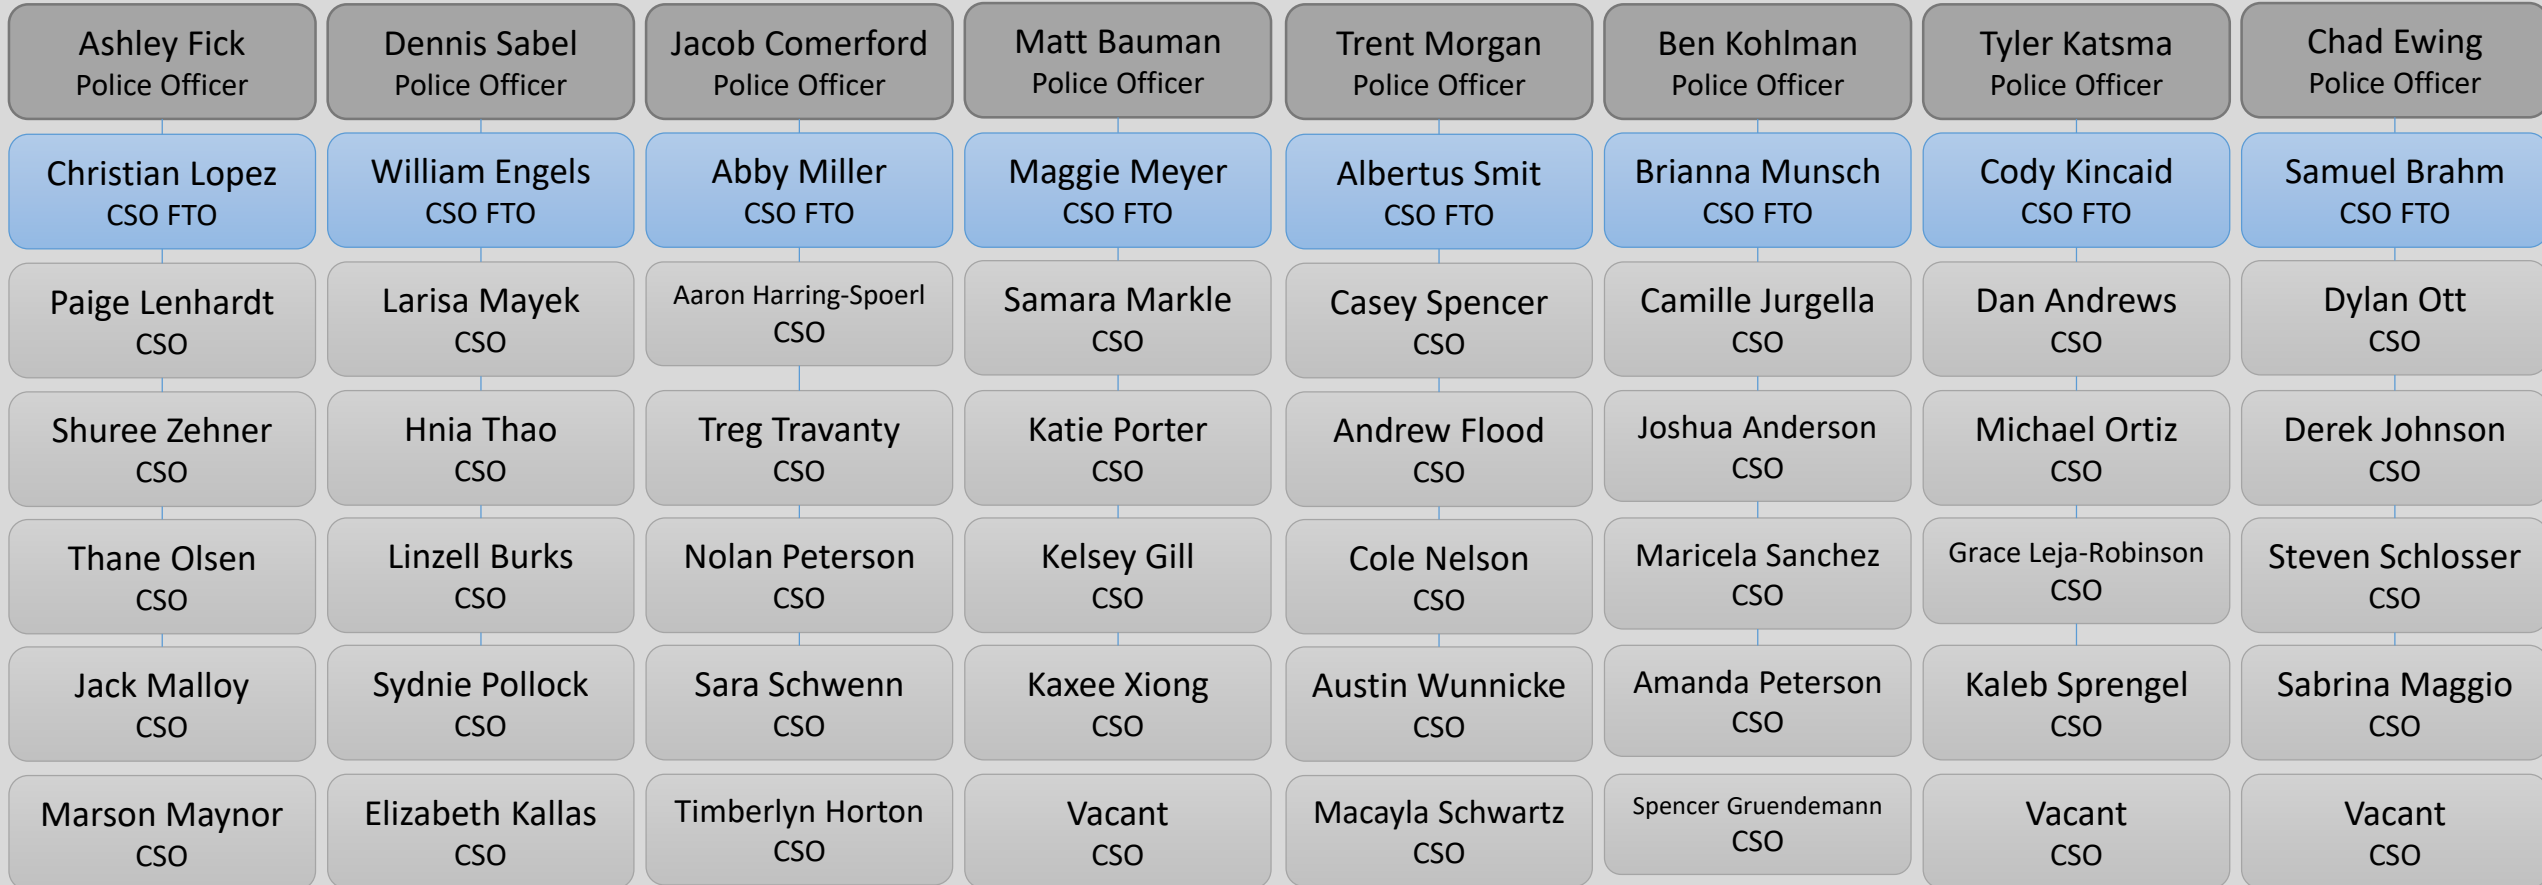 Ashley Fick
Police Officer
Dennis Sabel
Police Officer
Jacob Comerford
Police Officer
Matt Bauman
Police Officer
Trent Morgan
Police Officer
Ben Kohlman
Police Officer
Tyler Katsma
Police Officer
Chad Ewing
Police Officer
Christian Lopez
CSO FTO
William Engels
CSO FTO
Abby Miller
CSO FTO
Maggie Meyer
CSO FTO
Albertus Smit
CSO FTO
Brianna Munsch
CSO FTO
Cody Kincaid
CSO FTO
Samuel Brahm
CSO FTO
Paige Lenhardt
CSO
Larisa Mayek
CSO
Aaron Harring-Spoerl
CSO
Samara Markle
CSO
Casey Spencer
CSO
Camille Jurgella
CSO
Dan Andrews
CSO
Dylan Ott
CSO
Shuree Zehner
CSO
Hnia Thao
CSO
Treg Travanty
CSO
Katie Porter
CSO
Andrew Flood
CSO
Joshua Anderson
CSO
Michael Ortiz
CSO
Derek Johnson
CSO
Thane Olsen
CSO
Linzell Burks
CSO
Nolan Peterson
CSO
Kelsey Gill
CSO
Cole Nelson
CSO
Maricela Sanchez
CSO
Grace Leja-Robinson
CSO
Steven Schlosser
CSO
Jack Malloy
CSO
Sydnie Pollock
CSO
Sara Schwenn
CSO
Kaxee Xiong
CSO
Austin Wunnicke
CSO
Amanda Peterson
CSO
Kaleb Sprengel
CSO
Sabrina Maggio
CSO
Marson Maynor
CSO
Elizabeth Kallas
CSO
Timberlyn Horton
CSO
Vacant
CSO
Macayla Schwartz
CSO
Spencer Gruendemann
CSO
Vacant
CSO
Vacant
CSO